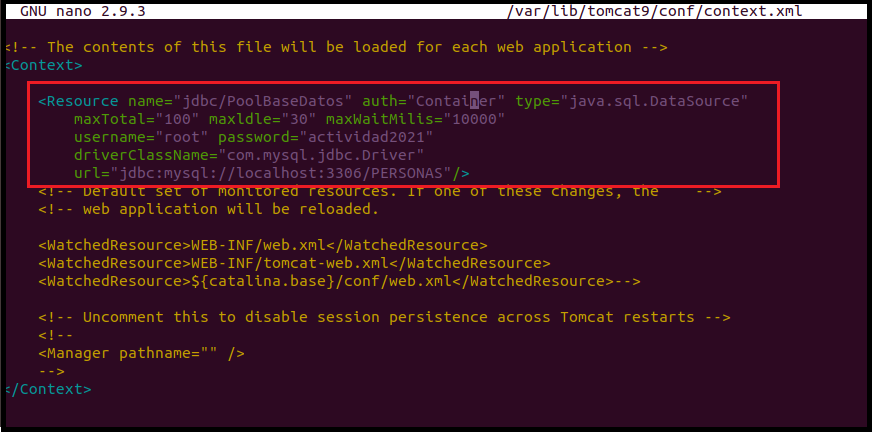 GNU nano 2.9.3 /var/lib/tomcat9/conf/context.xml
<!-- The contents of this file will be loaded for each web application -->
<Context>
<Resource name="jdbc/PoolBaseDatos" auth="Container" type="java.sql.DataSource"
maxTotal="100" maxldle="30" maxWaitMilis="10000"
username="root" password="actividad2021"
driverClassName="com.mysql.jdbc.Driver"
url="jdbc:mysql://localhost:3306/PERSONAS"/>
<!-- Default set of monitored resources. If one of these changes, the -->
<!-- web application will be reloaded.
<WatchedResource>WEB-INF/web.xml</WatchedResource>
<WatchedResource>WEB-INF/tomcat-web.xml</WatchedResource>
<WatchedResource>${catalina.base}/conf/web.xml</WatchedResource>-->
<!-- Uncomment this to disable session persistence across Tomcat restarts -->
<!--
<Manager pathname="" />
-->
</Context>